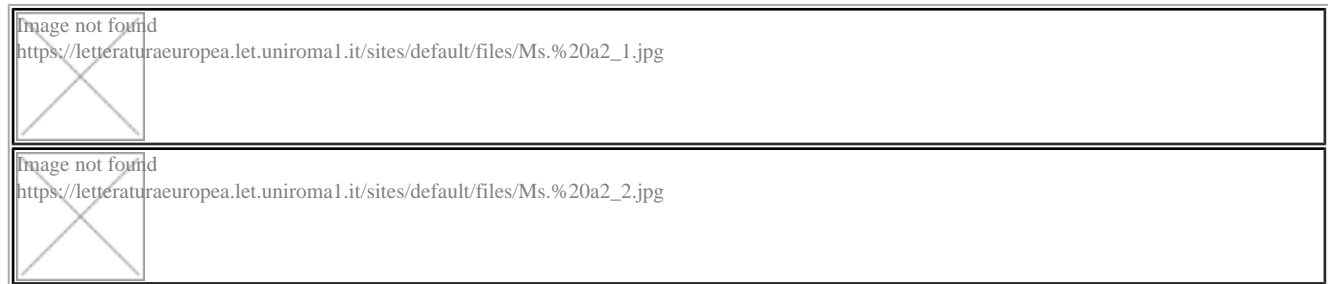 Image not found
https://letteraturaeuropea.let.uniroma1.it/sites/default/files/Ms.%20a2_1.jpg
Image not found
https://letteraturaeuropea.let.uniroma1.it/sites/default/files/Ms.%20a2_2.jpg